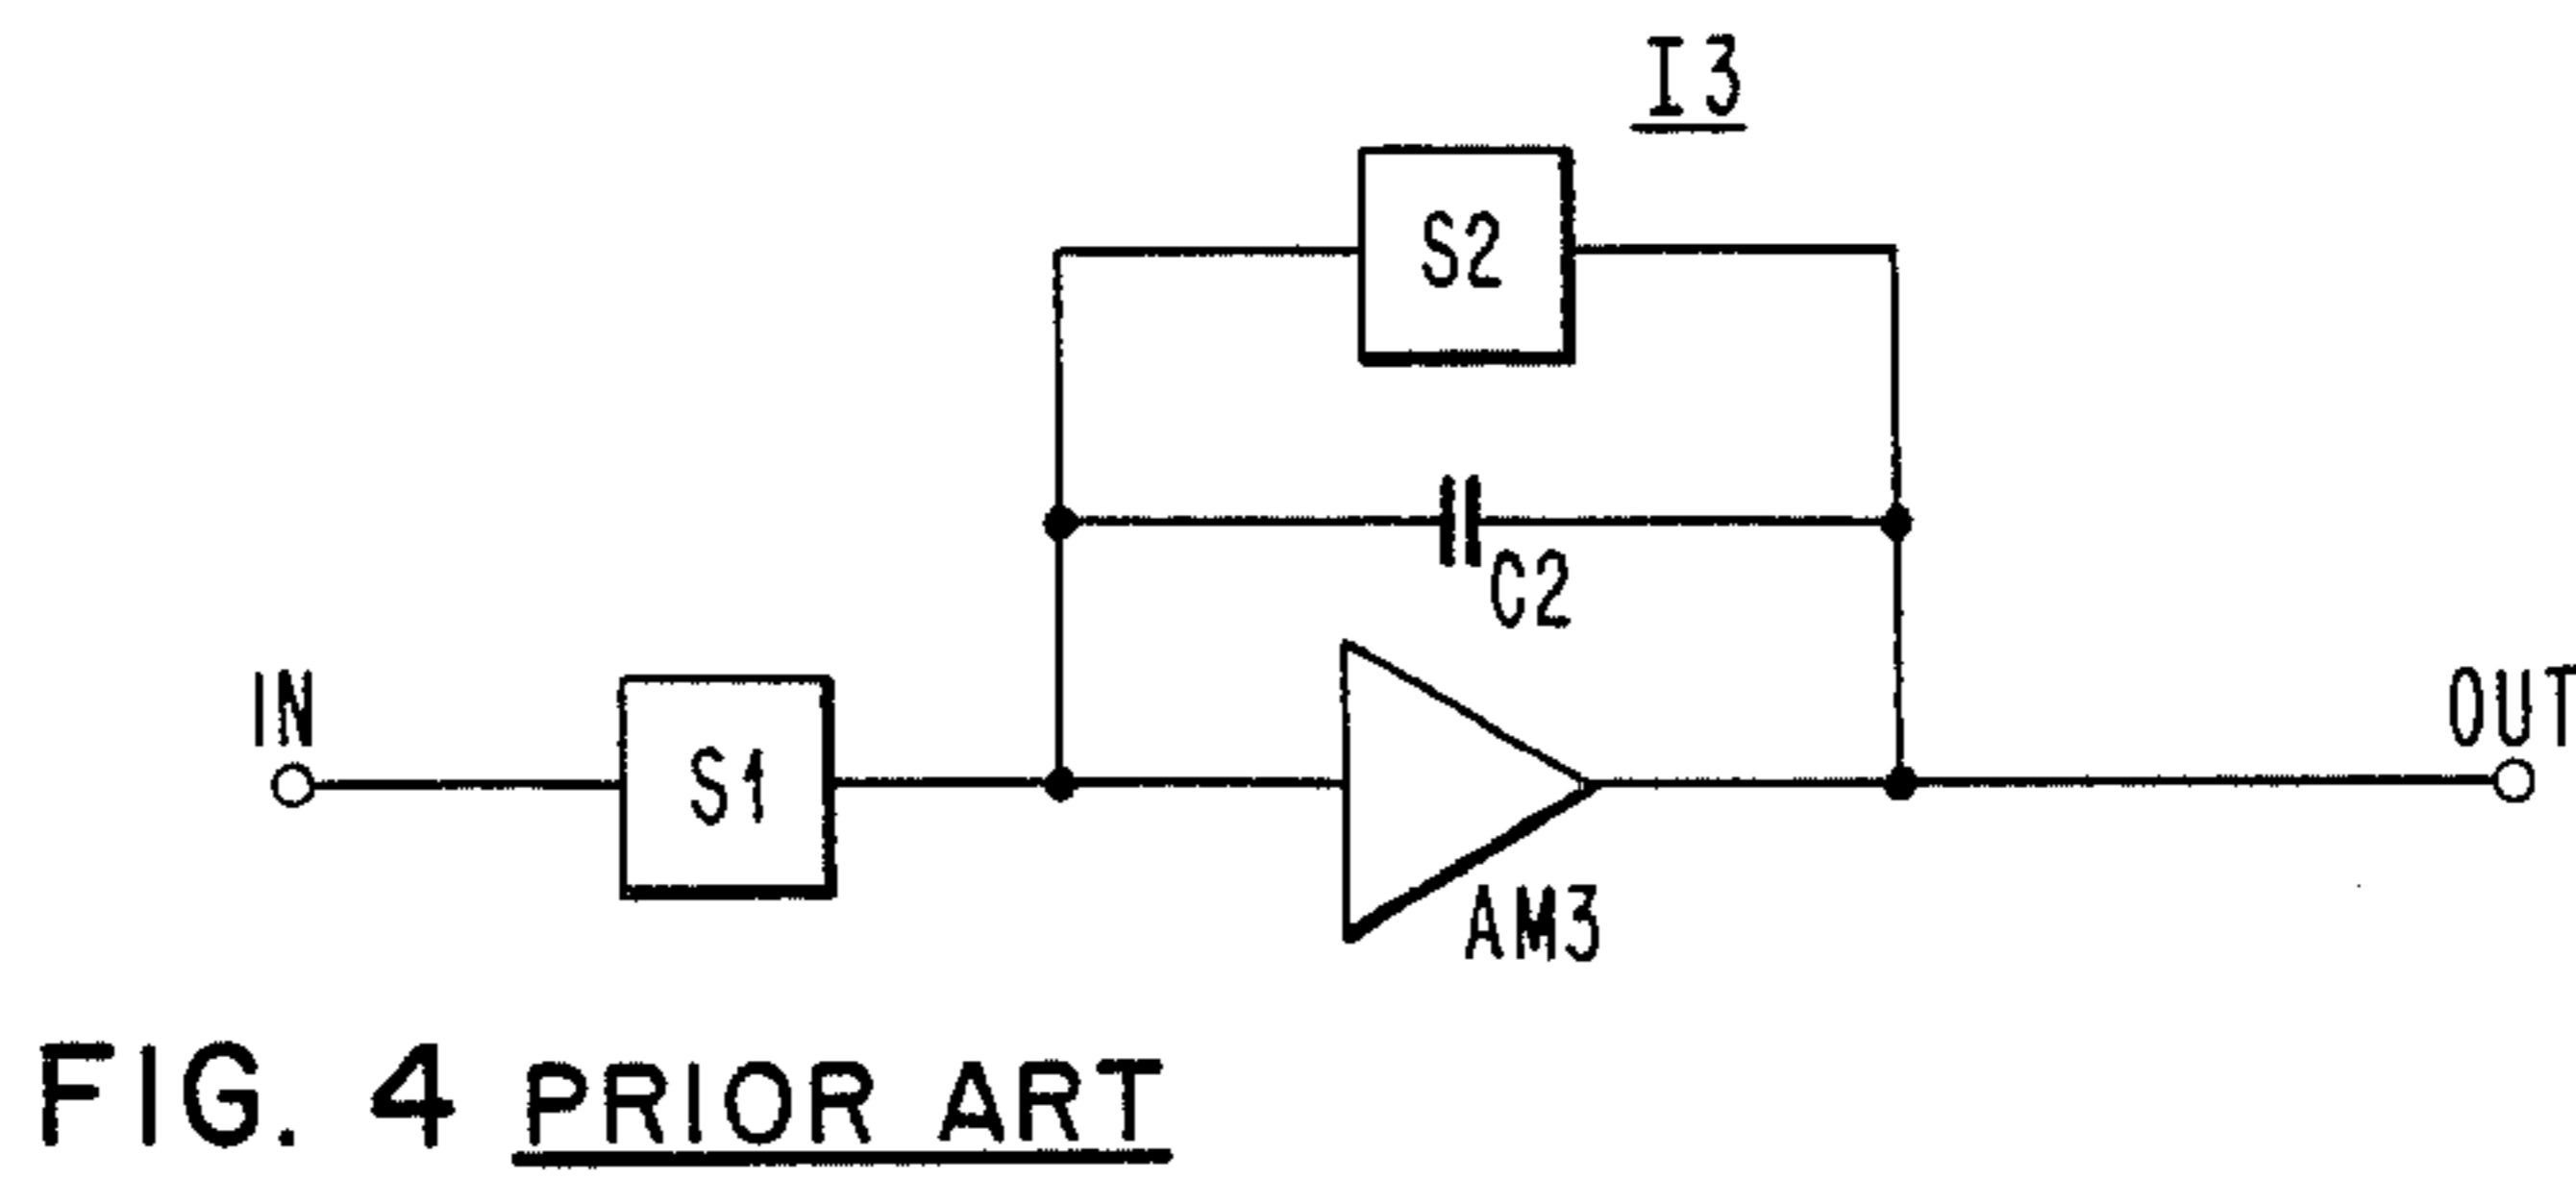 I3
S2
C2
IN
S1
OUT
AM3
FIG. 4 PRIOR ART